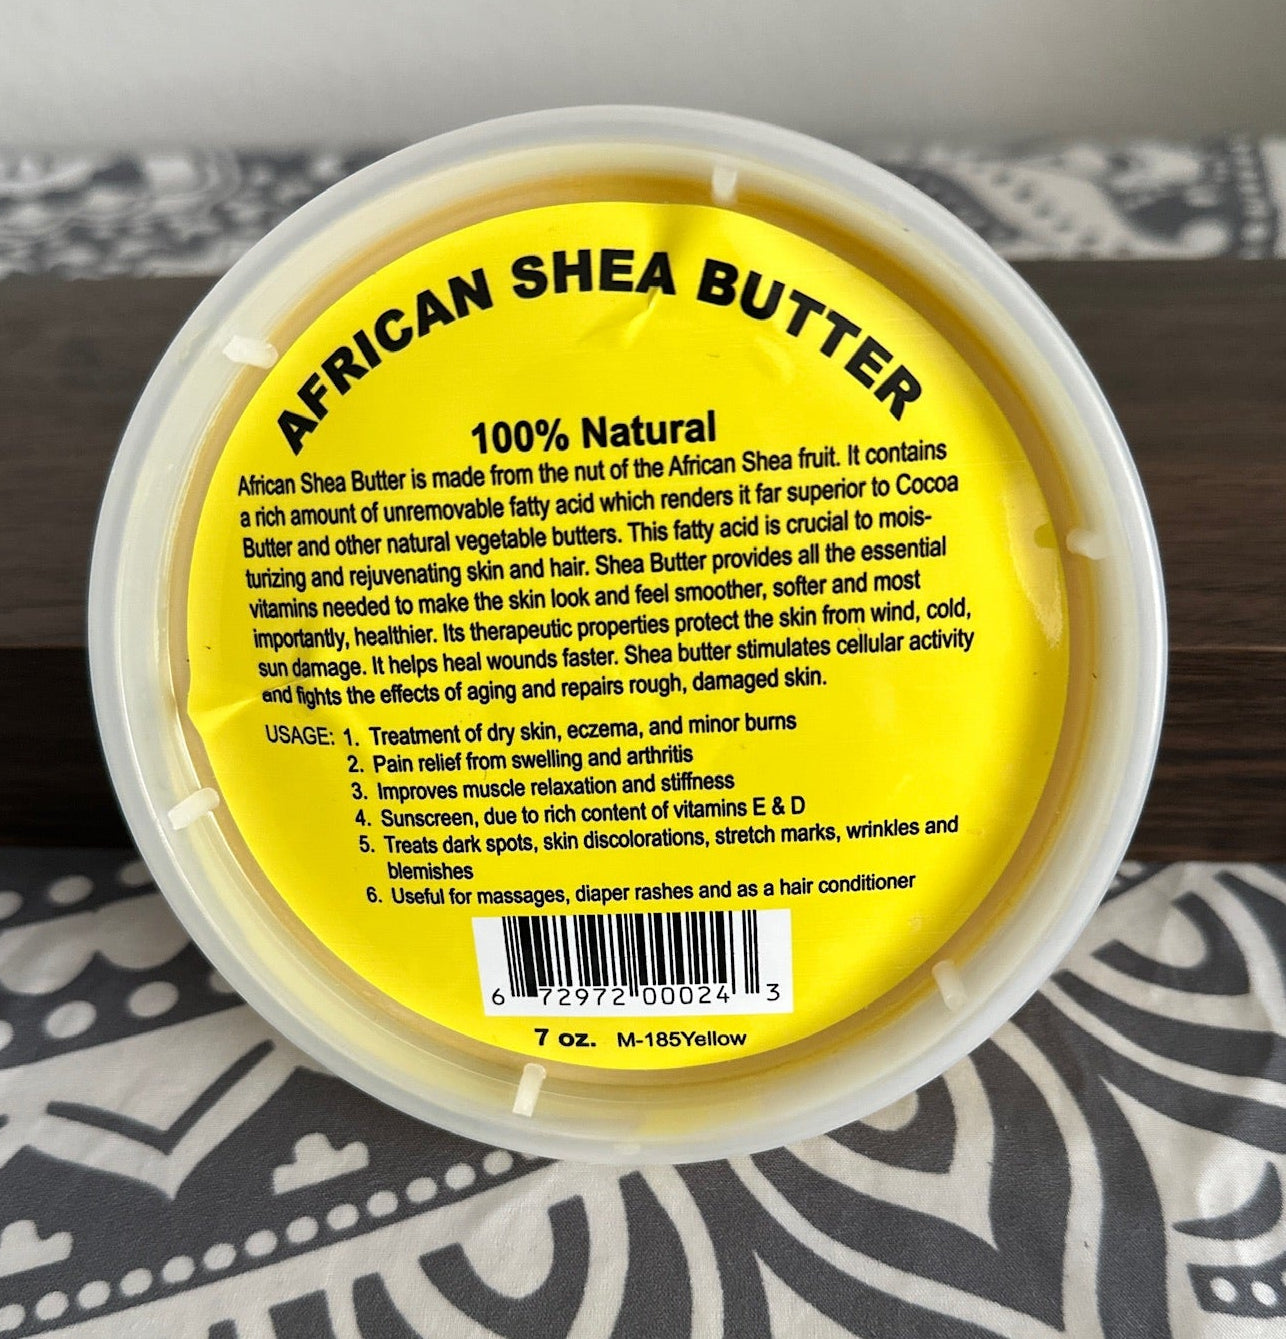 AFRICAN SHEA BUTTER
100% Natural
African Shea Butter is made from the nut of the African Shea fruit. It contains
a rich amount of unremovable fatty acid which renders it far superior to Cocoa
Butter and other natural vegetable butters. This fatty acid is crucial to mois-
turizing and rejuvenating skin and hair. Shea Butter provides all the essential
vitamins needed to make the skin look and feel smoother, softer and most
importantly, healthier. Its therapeutic properties protect the skin from wind, cold,
sun damage. It helps heal wounds faster. Shea butter stimulates cellular activity
and fights the effects of aging and repairs rough, damaged skin.
USAGE: 1. Treatment of dry skin, eczema, and minor burns
2. Pain relief from swelling and arthritis
3. Improves muscle relaxation and stiffness
4. Sunscreen, due to rich content of vitamins E & D
5. Treats dark spots, skin discolorations, stretch marks, wrinkles and
blemishes
6. Useful for massages, diaper rashes and as a hair conditioner
6 72972 00024 3
7 oz. M-185Yellow